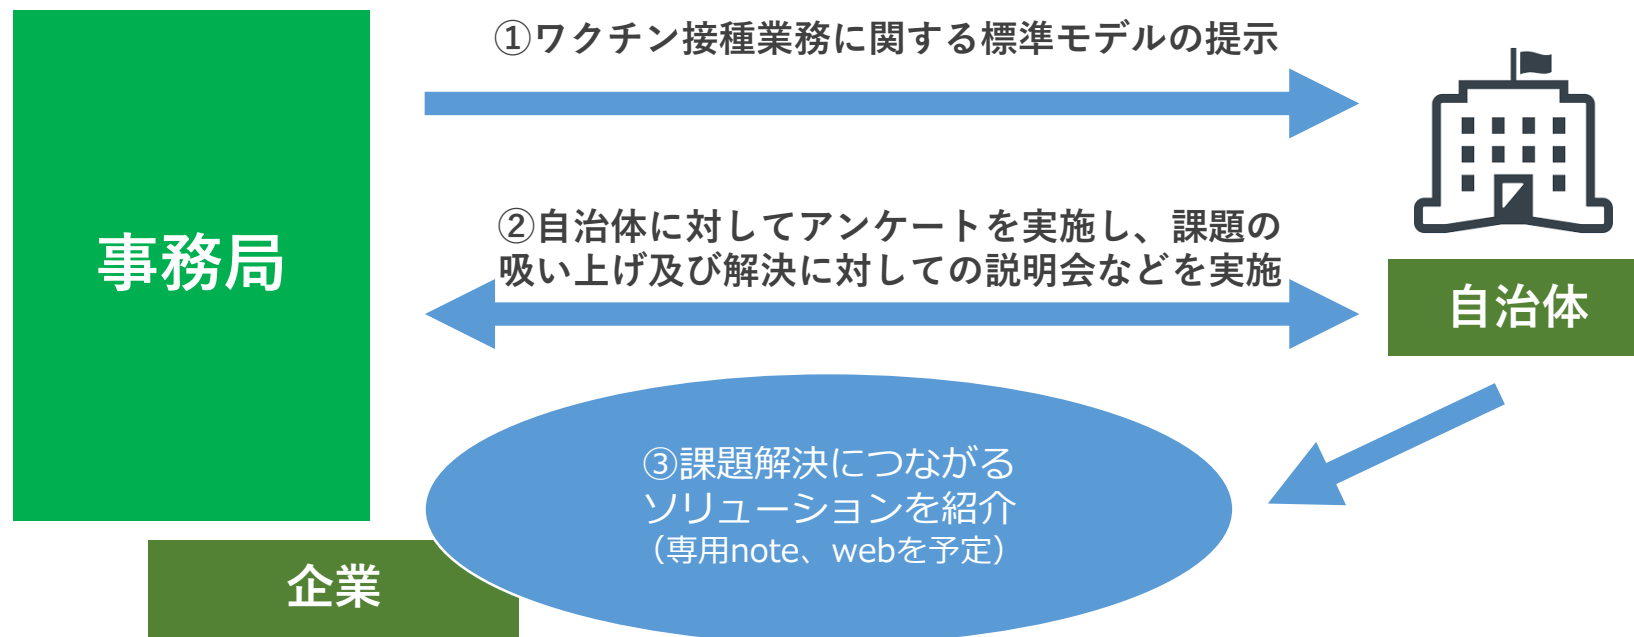 ①ワクチン接種業務に関する標準モデルの提示
事務局
②自治体に対してアンケートを実施し、課題の
吸い上げ及び解決に対しての説明会などを実施
自治体
③課題解決につながる
ソリューションを紹介
（専用note、webを予定）
企業